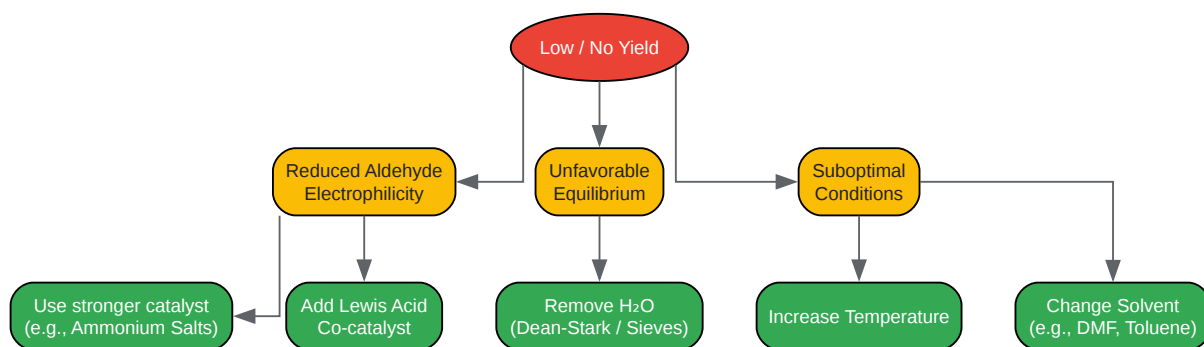 Low / No Yield
Reduced Aldehyde
Electrophilicity
Unfavorable
Equilibrium
Suboptimal
Conditions
Use stronger catalyst
(e.g., Ammonium Salts)
Add Lewis Acid
Co-catalyst
Remove H₂O
(Dean-Stark / Sieves)
Increase Temperature
Change Solvent
(e.g., DMF, Toluene)